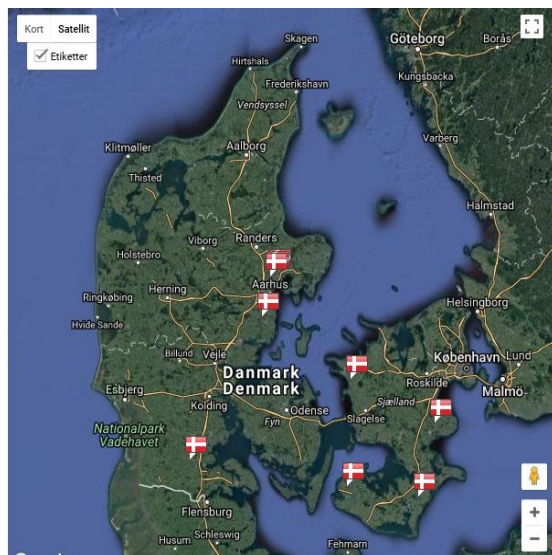 Kort Satellit
Etiketter
Skagen
Göteborg
Borås
Hirtshals
Frederikshavn
Kungsbacka
Vendsyssel
Varberg
Klitmøller
Aalborg
Thisted
Halmstad
Viborg
Randers
Holstebro
Aarhus
Herning
Ringkøbing
Helsingborg
Hvide Sande
Billund
Vejle
København
Lund
Danmark
Denmark
Roskilde
Malmö
Esbjerg
Kolding
Odense
Sjælland
Slagelse
Fyn
Nationalpark
Vadehavet
Flensburg
Schleswig
Husum
Fehmarn